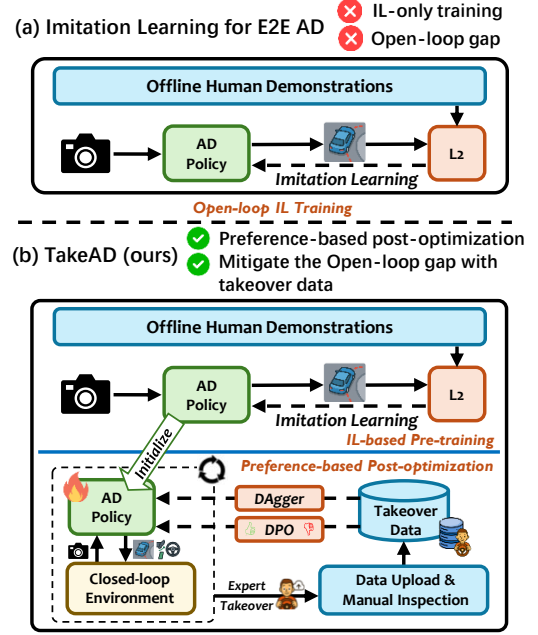 (a) Imitation Learning for E2E AD
IL-only training
Open-loop gap
Offline Human Demonstrations
AD
Policy
L2
Imitation Learning
Open-loop IL Training
(b) TakeAD (ours)
Preference-based post-optimization
Mitigate the Open-loop gap with
takeover data
Offline Human Demonstrations
AD
Policy
L2
Imitation Learning
IL-based Pre-training
Initialize
Preference-based Post-optimization
AD
Policy
DAgger
DPO
Takeover
Data
Closed-loop
Environment
Expert
Takeover
Data Upload &
Manual Inspection